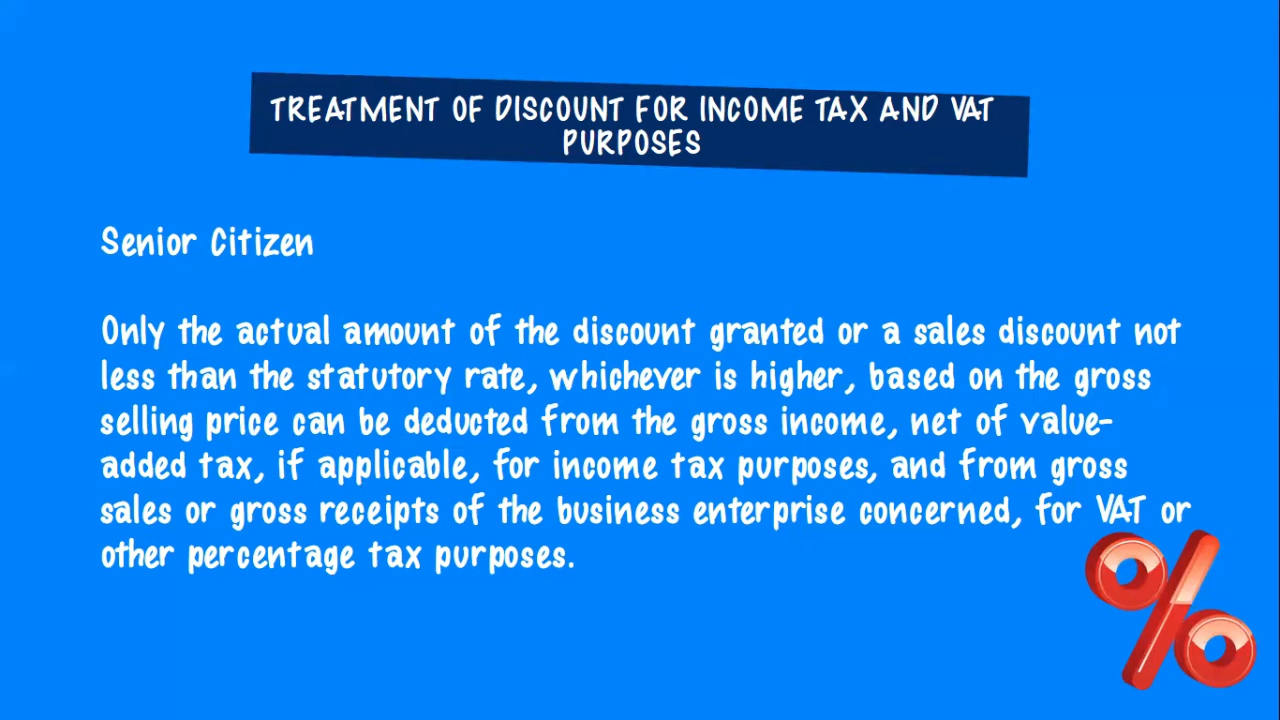 TREATMENT OF DISCOUNT FOR INCOME TAX AND VAT
PURPOSES
Senior Citizen
Only the actual amount of the discount granted or a sales discount not
less than the statutory rate, whichever is higher, based on the gross
selling price can be deducted from the gross income, net of value-
added tax, if applicable, for income tax purposes, and from gross
sales or gross receipts of the business enterprise concerned, for VAT or
other percentage tax purposes.
%